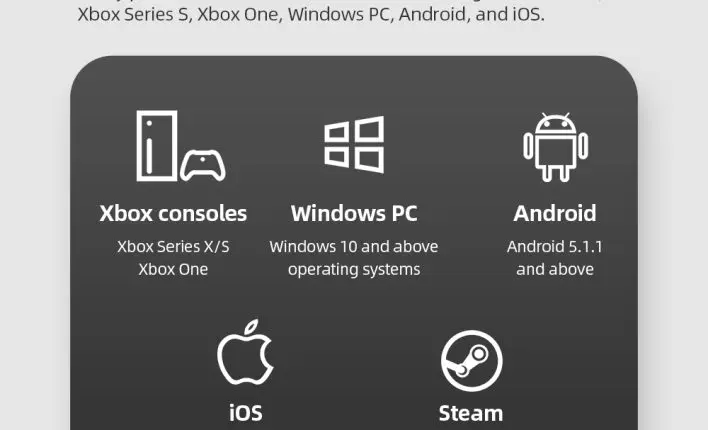 Xbox Series S, Xbox One, Windows PC, Android, and iOS.
Xbox consoles
Xbox Series X/S
Xbox One
Windows PC
Windows 10 and above
operating systems
Android
Android 5.1.1
and above
iOS
Steam